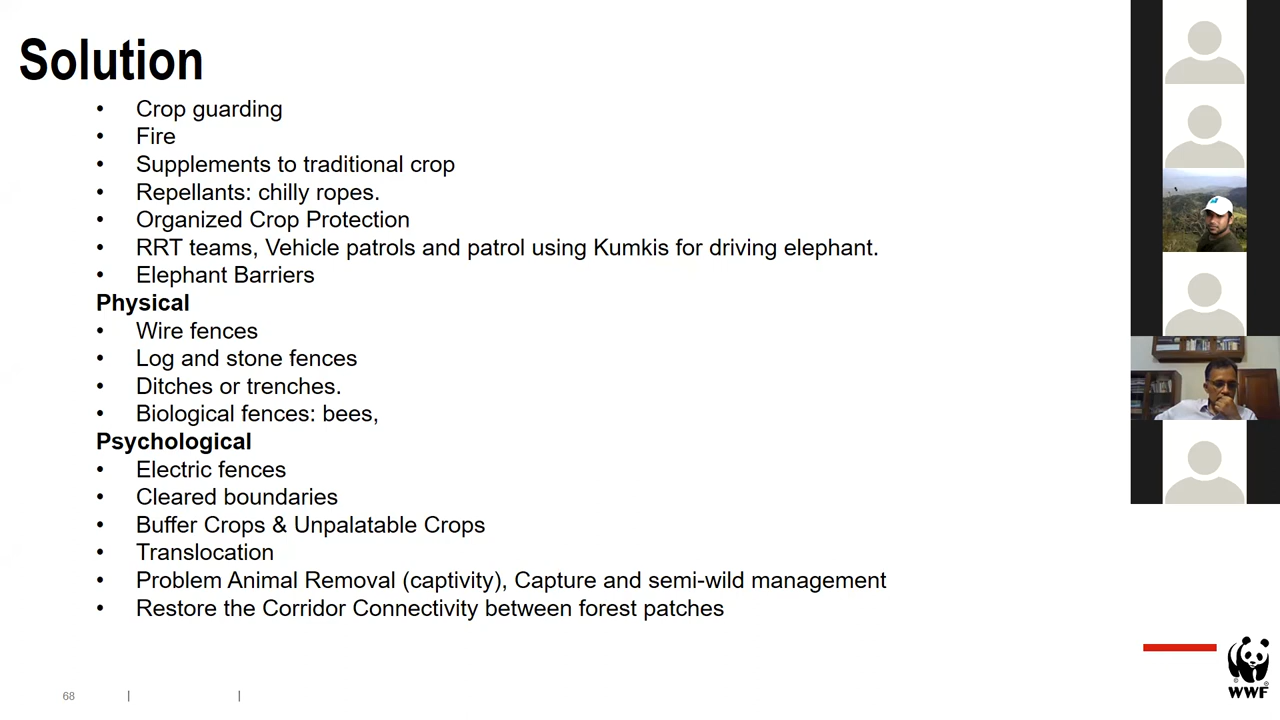 Solution
• Crop guarding
• Fire
• Supplements to traditional crop
• Repellants: chilly ropes.
• Organized Crop Protection
• RRT teams, Vehicle patrols and patrol using Kumkis for driving elephant.
• Elephant Barriers
Physical
• Wire fences
• Log and stone fences
• Ditches or trenches.
• Biological fences: bees,
Psychological
• Electric fences
• Cleared boundaries
• Buffer Crops & Unpalatable Crops
• Translocation
• Problem Animal Removal (captivity), Capture and semi-wild management
• Restore the Corridor Connectivity between forest patches
68 | |
WWF